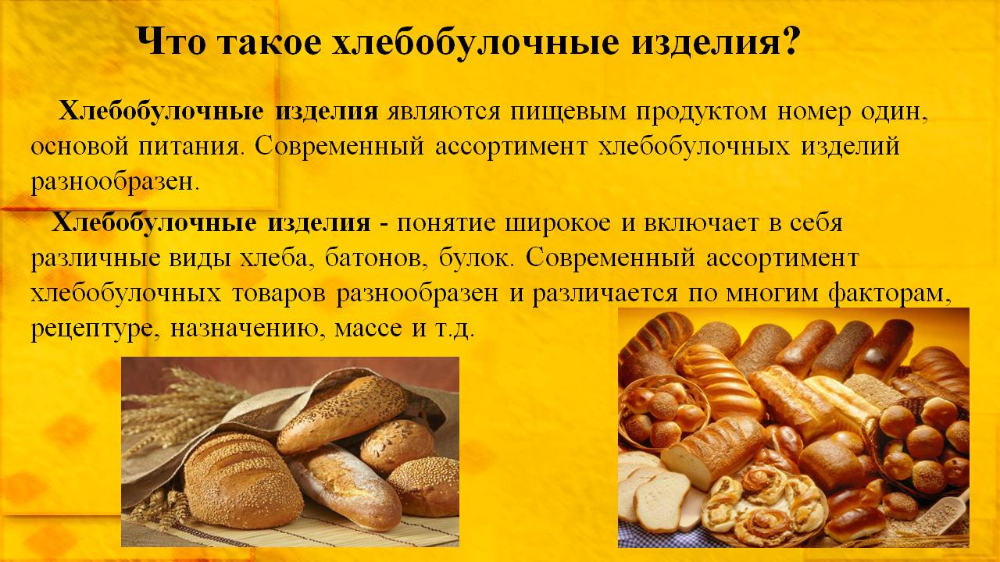 Что такое хлебобулочные изделия?
Хлебобулочные изделия являются пищевым продуктом номер один,
основой питания. Современный ассортимент хлебобулочных изделий
разнообразен.
Хлебобулочные изделия - понятие широкое и включает в себя
различные виды хлеба, батонов, булок. Современный ассортимент
хлебобулочных товаров разнообразен и различается по многим факторам,
рецептуре, назначению, массе и т.д.